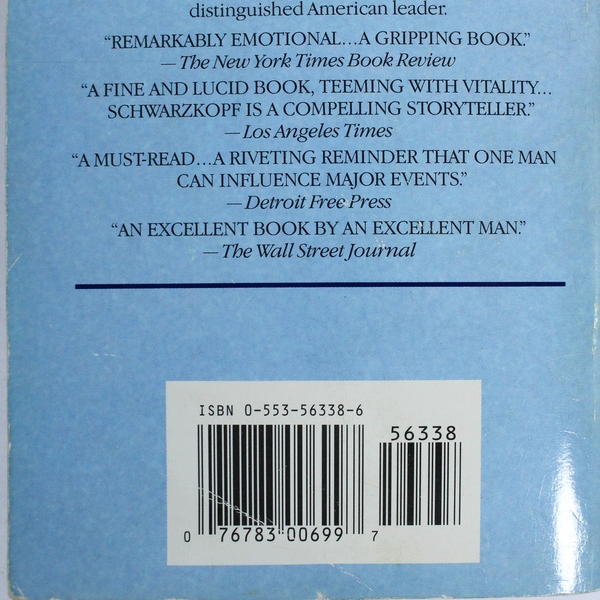 distinguished American leader.
“REMARKABLY EMOTIONAL...A GRIPPING BOOK.”
—The New York Times Book Review
“A FINE AND LUCID BOOK, TEEMING WITH VITALITY...
SCHWARZKOPF IS A COMPELLING STORYTELLER.”
—Los Angeles Times
“A MUST-READ...A RIVETING REMINDER THAT ONE MAN
CAN INFLUENCE MAJOR EVENTS.”
—Detroit Free Press
“AN EXCELLENT BOOK BY AN EXCELLENT MAN.”
—The Wall Street Journal
ISBN 0-553-56338-6
56338
0 76783 00699 7